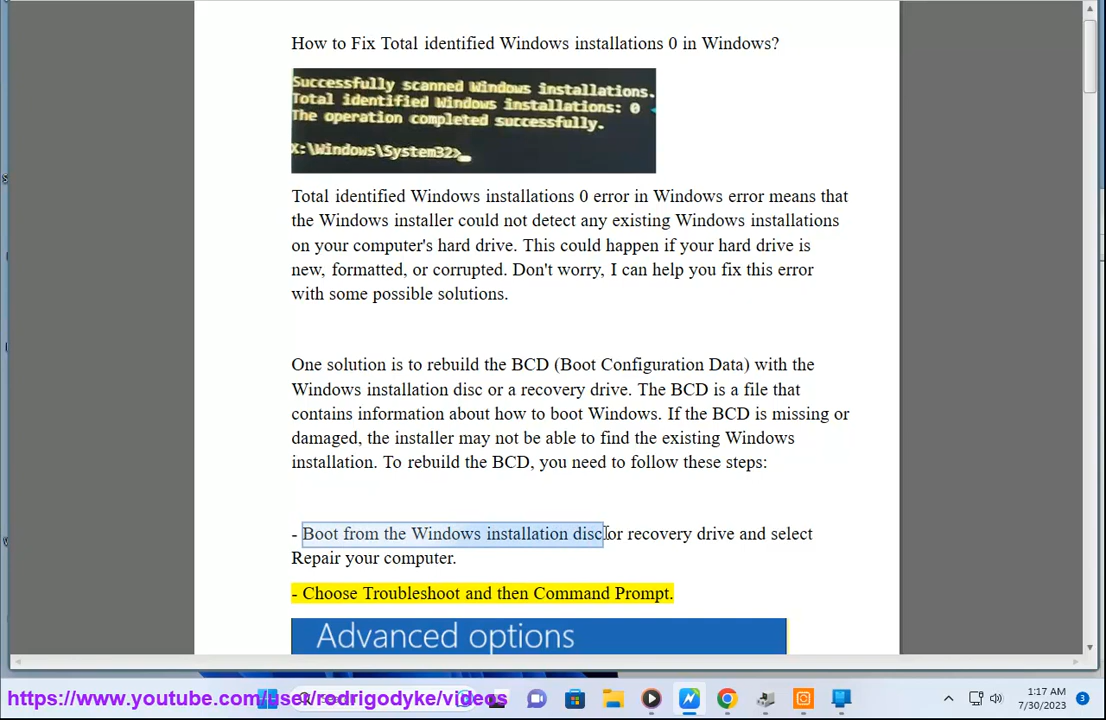 How to Fix Total identified Windows installations 0 in Windows?
Successfully scanned Windows installations.
Total identified Windows installations: 0
The operation completed successfully.
X:\Windows\System32>_
Total identified Windows installations 0 error in Windows error means that
the Windows installer could not detect any existing Windows installations
on your computer's hard drive. This could happen if your hard drive is
new, formatted, or corrupted. Don't worry, I can help you fix this error
with some possible solutions.
One solution is to rebuild the BCD (Boot Configuration Data) with the
Windows installation disc or a recovery drive. The BCD is a file that
contains information about how to boot Windows. If the BCD is missing or
damaged, the installer may not be able to find the existing Windows
installation. To rebuild the BCD, you need to follow these steps:
- Boot from the Windows installation disc or recovery drive and select
Repair your computer.
- Choose Troubleshoot and then Command Prompt.
Advanced options
https://www.youtube.com/user/rodrigodyke/videos
1:17 AM
7/30/2023
3